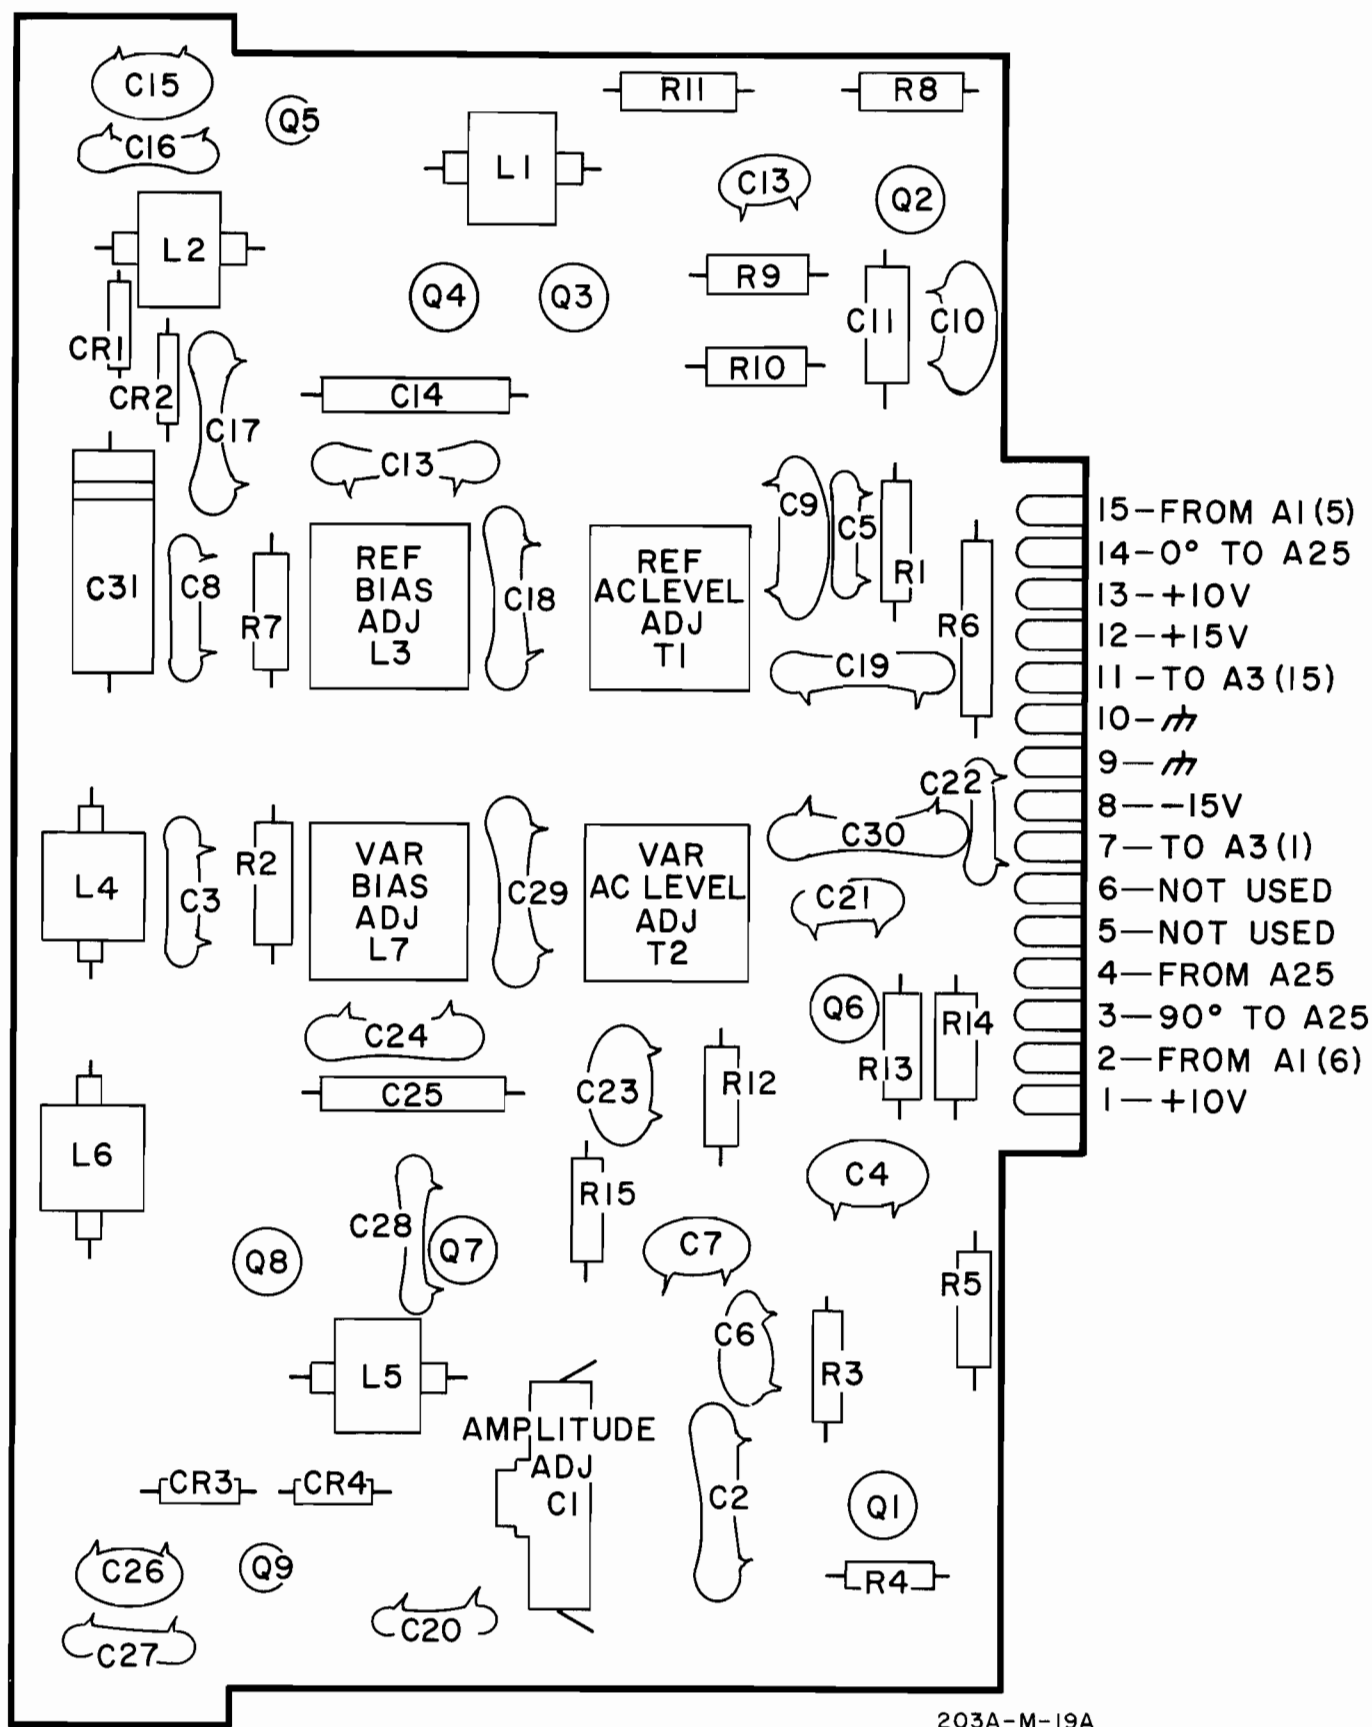 C15
R11
R8
Q5
C16
L1
C13
Q2
L2
Q4
Q3
R9
C11
C10
CR1
R10
CR2
C14
C17
C13
C9
C5
R1
15—FROM A1(5)
14—0° TO A25
13—+10V
12—+15V
11—TO A3(15)
10—
9—
8—-15V
7—TO A3(1)
6—NOT USED
5—NOT USED
4—FROM A25
3—90° TO A25
2—FROM A1(6)
1—+10V
C31
C8
R7
REF
BIAS
ADJ
L3
C18
REF
AC LEVEL
ADJ
T1
R6
C19
C22
L4
C3
R2
VAR
BIAS
ADJ
L7
C29
VAR
AC LEVEL
ADJ
T2
C30
C21
Q6
R14
R13
C24
C25
C23
R12
L6
C4
R15
C28
Q8
Q7
C7
R5
C6
R3
L5
AMPLITUDE
ADJ
C1
CR3
CR4
C2
Q1
C26
Q9
R4
C27
C20
203A-M-19A